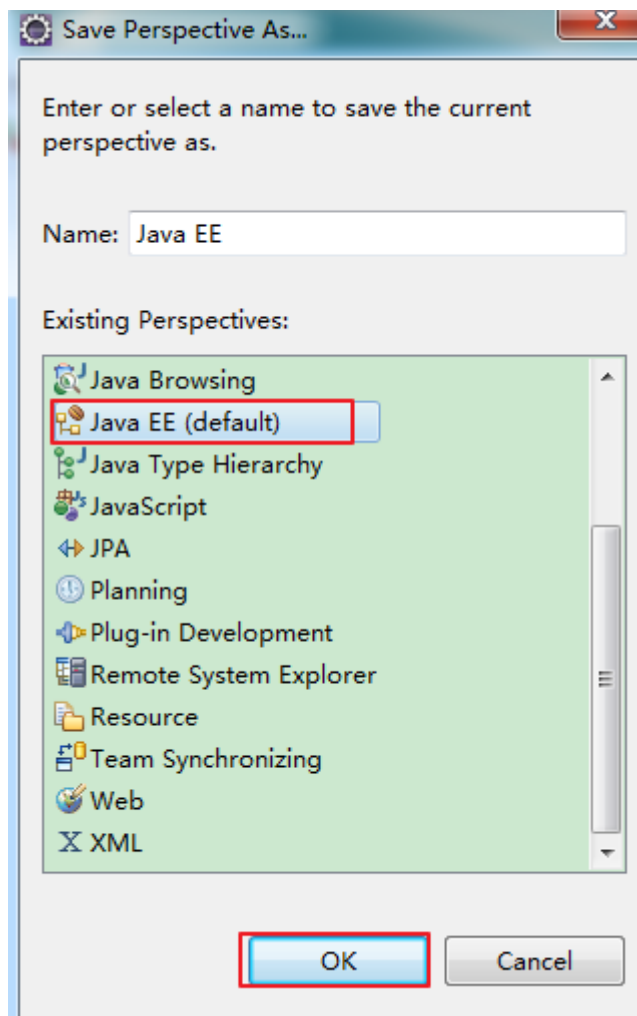 Save Perspective As...
Enter or select a name to save the current
perspective as.
Name: Java EE
Existing Perspectives:
Java Browsing
Java EE (default)
Java Type Hierarchy
JavaScript
JPA
Planning
Plug-in Development
Remote System Explorer
Resource
Team Synchronizing
Web
X XML
OK Cancel